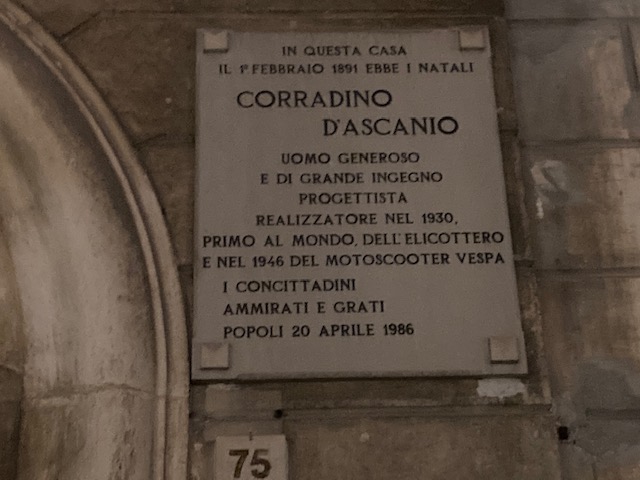 IN QUESTA CASA
IL 1° FEBBRAIO 1891 EBBE I NATALI
CORRADINO
D'ASCANIO
UOMO GENEROSO
E DI GRANDE INGEGNO
PROGETTISTA
REALIZZATORE NEL 1930,
PRIMO AL MONDO, DELL'ELICOTTERO
E NEL 1946 DEL MOTOSCOOTER VESPA
I CONCITTADINI
AMMIRATI E GRATI
POPOLI 20 APRILE 1986
75